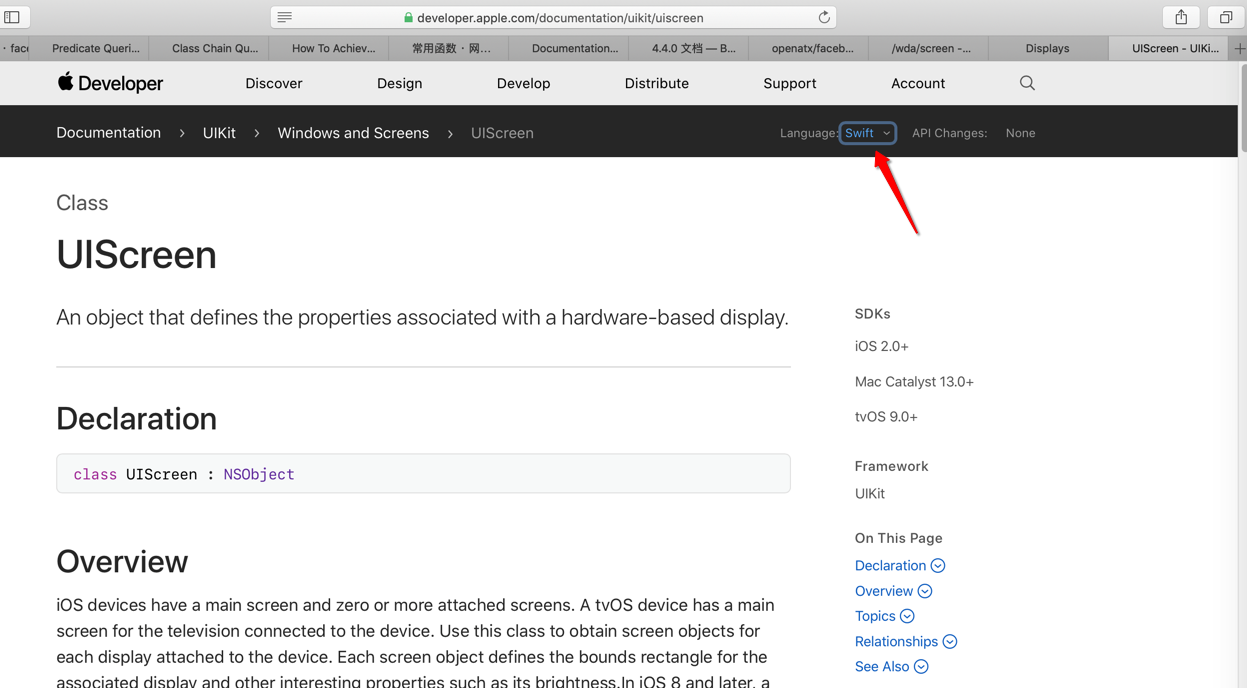 developer.apple.com/documentation/uikit/uiscreen
Predicate Queri... Class Chain Qu... How To Achiev... 常用函数 · 网... Documentation... 4.4.0 文档 — B... openatx/faceb... /wda/screen -... Displays UIScreen - UIKi...
Developer Discover Design Develop Distribute Support Account
Documentation > UIKit > Windows and Screens > UIScreen Language: Swift API Changes: None
Class
UIScreen
An object that defines the properties associated with a hardware-based display.
SDKs
iOS 2.0+
Mac Catalyst 13.0+
tvOS 9.0+
Declaration
class UIScreen : NSObject
Framework
UIKit
On This Page
Declaration
Overview
Topics
Relationships
See Also
Overview
iOS devices have a main screen and zero or more attached screens. A tvOS device has a main
screen for the television connected to the device. Use this class to obtain screen objects for
each display attached to the device. Each screen object defines the bounds rectangle for the
associated display and other interesting properties such as its brightness.In iOS 8 and later, a